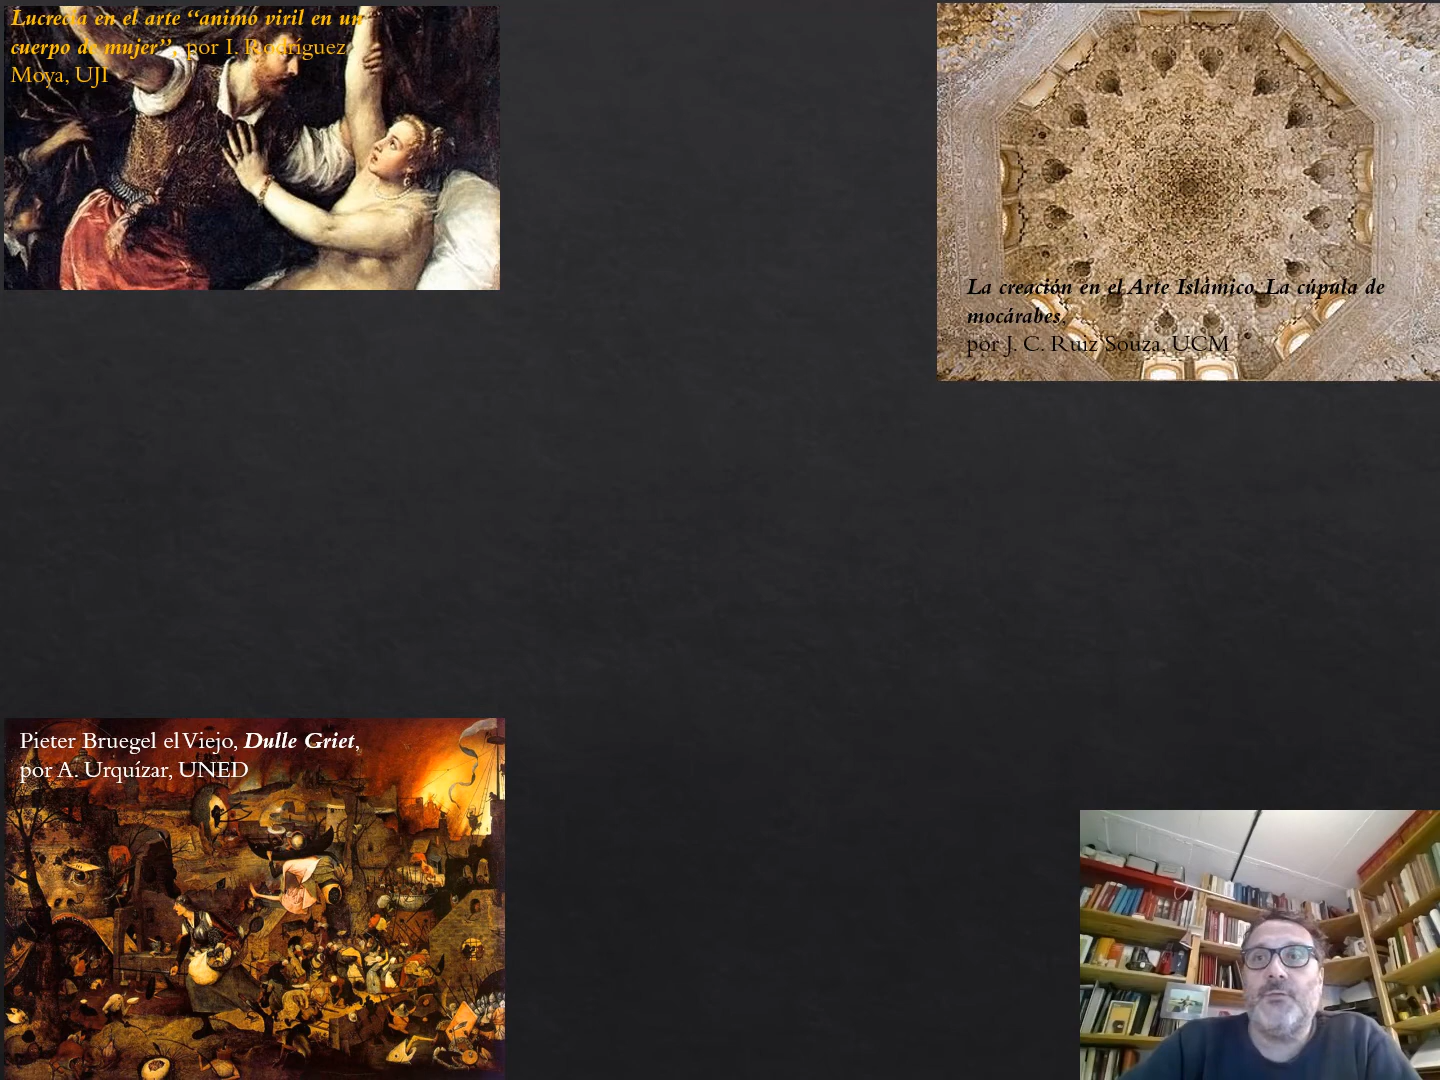 Lucrecia en el arte “animo viril en un
cuerpo de mujer”, por I. Rodríguez
Moya, UJI
La creación en el Arte Islámico. La cúpula de
mocárabes,
por J. C. Ruiz Souza, UCM
Pieter Bruegel el Viejo, Dulle Griet,
por A. Urquízar, UNED